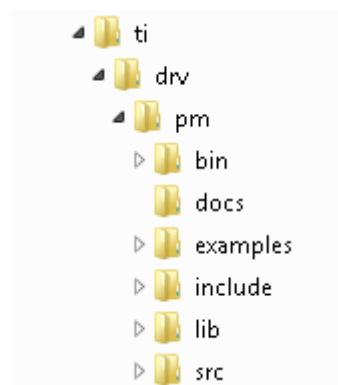 ti
drv
pm
bin
docs
examples
include
lib
src